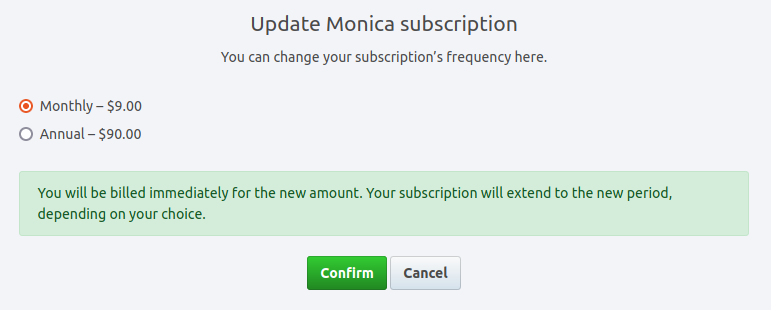 Update Monica subscription
You can change your subscription’s frequency here.
Monthly – $9.00
Annual – $90.00
You will be billed immediately for the new amount. Your subscription will extend to the new period,
depending on your choice.
Confirm Cancel